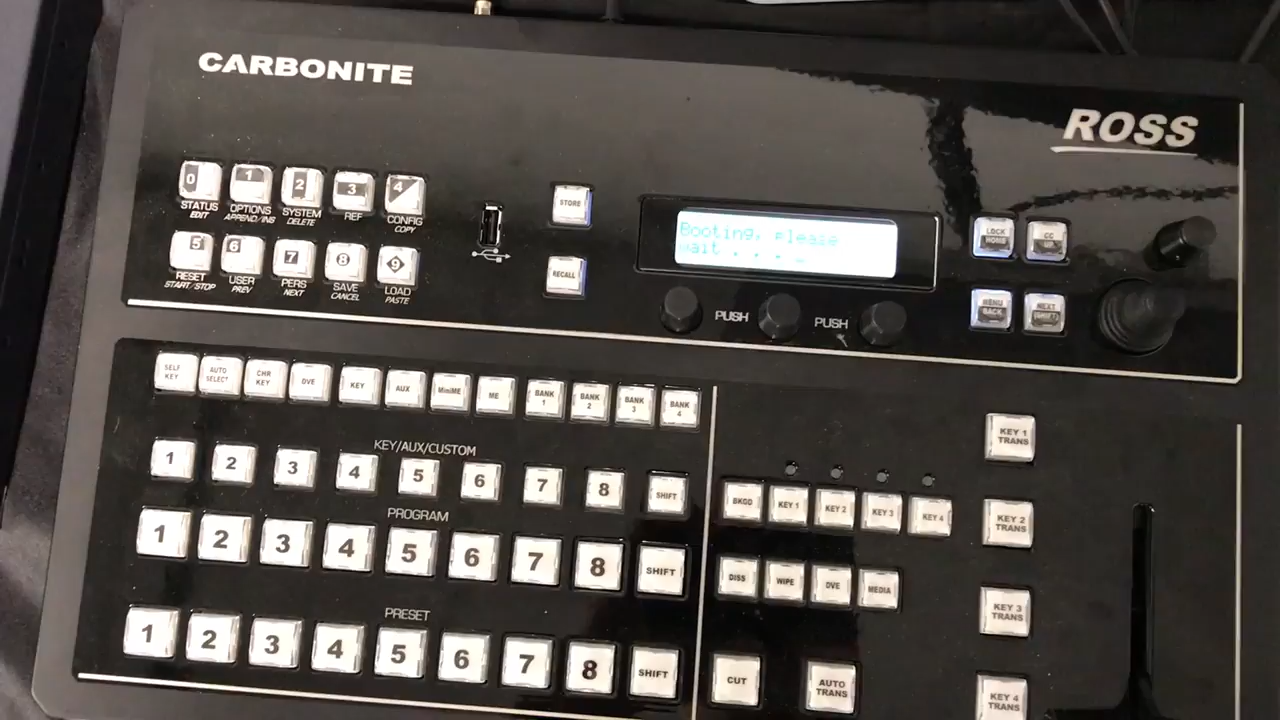 CARBONITE
ROSS
0 1 2 3 4
STATUS OPTIONS SYSTEM REF CONFIG
EDIT APPEND/INS DELETE COPY
5 6 7 8 9
RESET USER PERS SAVE LOAD
START/STOP PREV NEXT CANCEL PASTE
STORE
RECALL
Booting, please
wait . . . . _
PUSH PUSH
LOCK
HOME
CC
UP
MENU
BACK
NEXT
(SHIFT)
SELF
KEY
AUTO
SELECT
CHR
KEY
DVE
KEY
AUX
MiniME
ME
BANK
1
BANK
2
BANK
3
BANK
4
KEY/AUX/CUSTOM
1 2 3 4 5 6 7 8 SHIFT
PROGRAM
1 2 3 4 5 6 7 8 SHIFT
PRESET
1 2 3 4 5 6 7 8 SHIFT
BKGD KEY 1 KEY 2 KEY 3 KEY 4
DISS WIPE DVE MEDIA
CUT
AUTO
TRANS
KEY 1
TRANS
KEY 2
TRANS
KEY 3
TRANS
KEY 4
TRANS